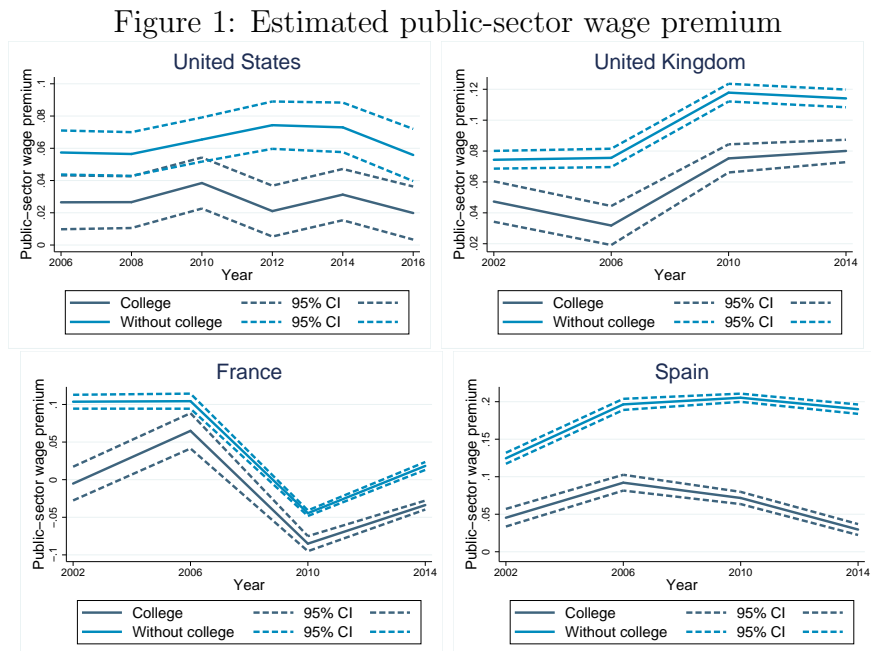 Figure 1: Estimated public-sector wage premium
United States
Public−sector wage premium
0 .02 .04 .06 .08 .1
2006 2008 2010 2012 2014 2016
Year
College 95% CI
Without college 95% CI
United Kingdom
Public−sector wage premium
.02 .04 .06 .08 .1 .12
2002 2006 2010 2014
Year
College 95% CI
Without college 95% CI
France
Public−sector wage premium
−.1 −.05 0 .05 .1
2002 2006 2010 2014
Year
College 95% CI
Without college 95% CI
Spain
Public−sector wage premium
0 .05 .1 .15 .2
2002 2006 2010 2014
Year
College 95% CI
Without college 95% CI